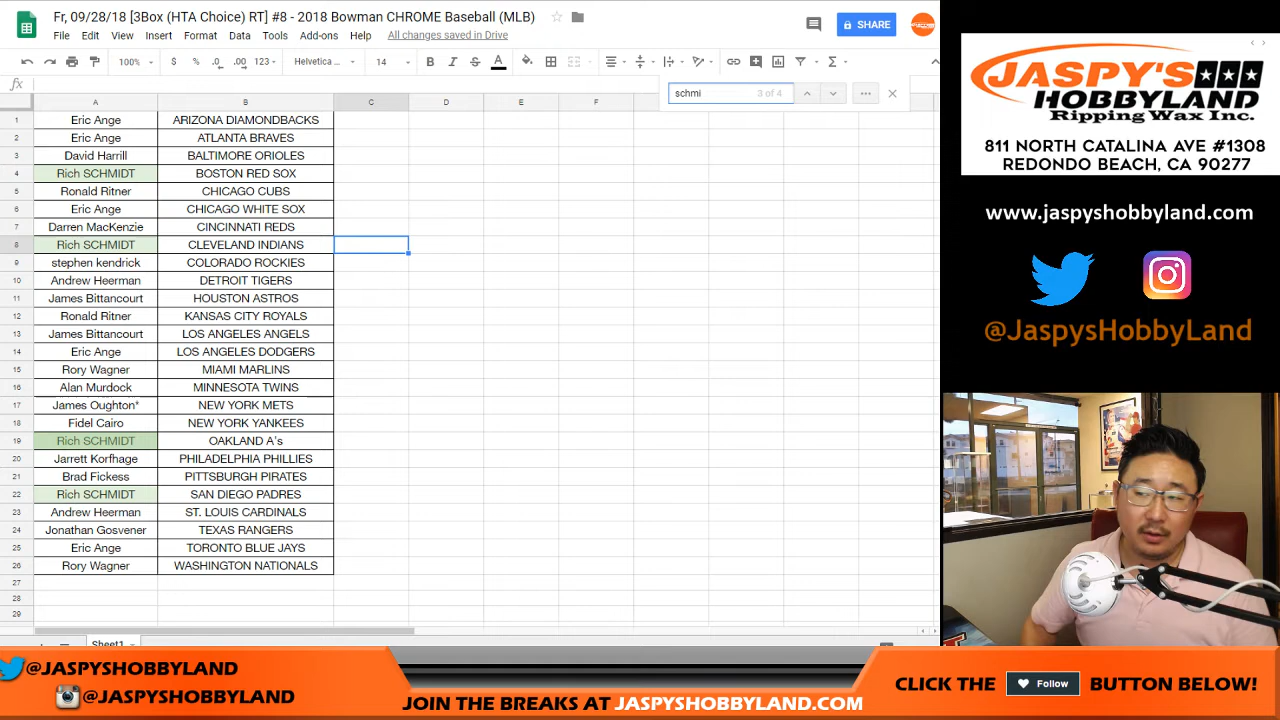 Fr, 09/28/18 [3Box (HTA Choice) RT] #8 - 2018 Bowman CHROME Baseball (MLB)
File Edit View Insert Format Data Tools Add-ons Help All changes saved in Drive
SHARE
100% $ % .0 .00 123 Helvetica ... 14 B I S A
fx
schmi 3 of 4
A B C D E F
1 Eric Ange ARIZONA DIAMONDBACKS
2 Eric Ange ATLANTA BRAVES
3 David Harrill BALTIMORE ORIOLES
4 Rich SCHMIDT BOSTON RED SOX
5 Ronald Ritner CHICAGO CUBS
6 Eric Ange CHICAGO WHITE SOX
7 Darren MacKenzie CINCINNATI REDS
8 Rich SCHMIDT CLEVELAND INDIANS
9 stephen kendrick COLORADO ROCKIES
10 Andrew Heerman DETROIT TIGERS
11 James Bittancourt HOUSTON ASTROS
12 Ronald Ritner KANSAS CITY ROYALS
13 James Bittancourt LOS ANGELES ANGELS
14 Eric Ange LOS ANGELES DODGERS
15 Rory Wagner MIAMI MARLINS
16 Alan Murdock MINNESOTA TWINS
17 James Oughton* NEW YORK METS
18 Fidel Cairo NEW YORK YANKEES
19 Rich SCHMIDT OAKLAND A's
20 Jarrett Korfhage PHILADELPHIA PHILLIES
21 Brad Fickess PITTSBURGH PIRATES
22 Rich SCHMIDT SAN DIEGO PADRES
23 Andrew Heerman ST. LOUIS CARDINALS
24 Jonathan Gosvener TEXAS RANGERS
25 Eric Ange TORONTO BLUE JAYS
26 Rory Wagner WASHINGTON NATIONALS
27
28
29
Sheet1
JASPY'S
HOBBYLAND
Ripping Wax Inc.
811 NORTH CATALINA AVE #1308
REDONDO BEACH, CA 90277
www.jaspyshobbyland.com
@JaspysHobbyLand
@JASPYSHOBBYLAND
@JASPYSHOBBYLAND
JOIN THE BREAKS AT JASPYSHOBBYLAND.COM
CLICK THE Follow BUTTON BELOW!